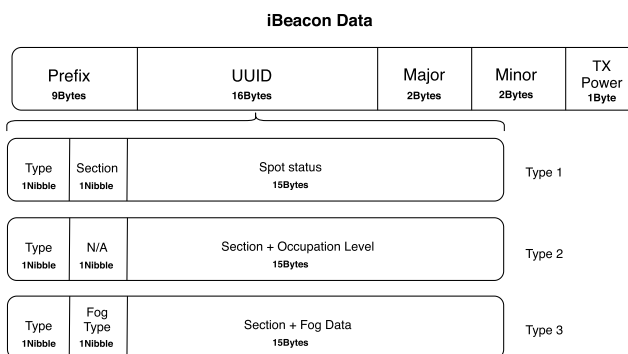 iBeacon Data
Prefix
9Bytes
UUID
16Bytes
Major
2Bytes
Minor
2Bytes
TX
Power
1Byte
Type
1Nibble
Section
1Nibble
Spot status
15Bytes
Type 1
Type
1Nibble
N/A
1Nibble
Section + Occupation Level
15Bytes
Type 2
Type
1Nibble
Fog
Type
1Nibble
Section + Fog Data
15Bytes
Type 3